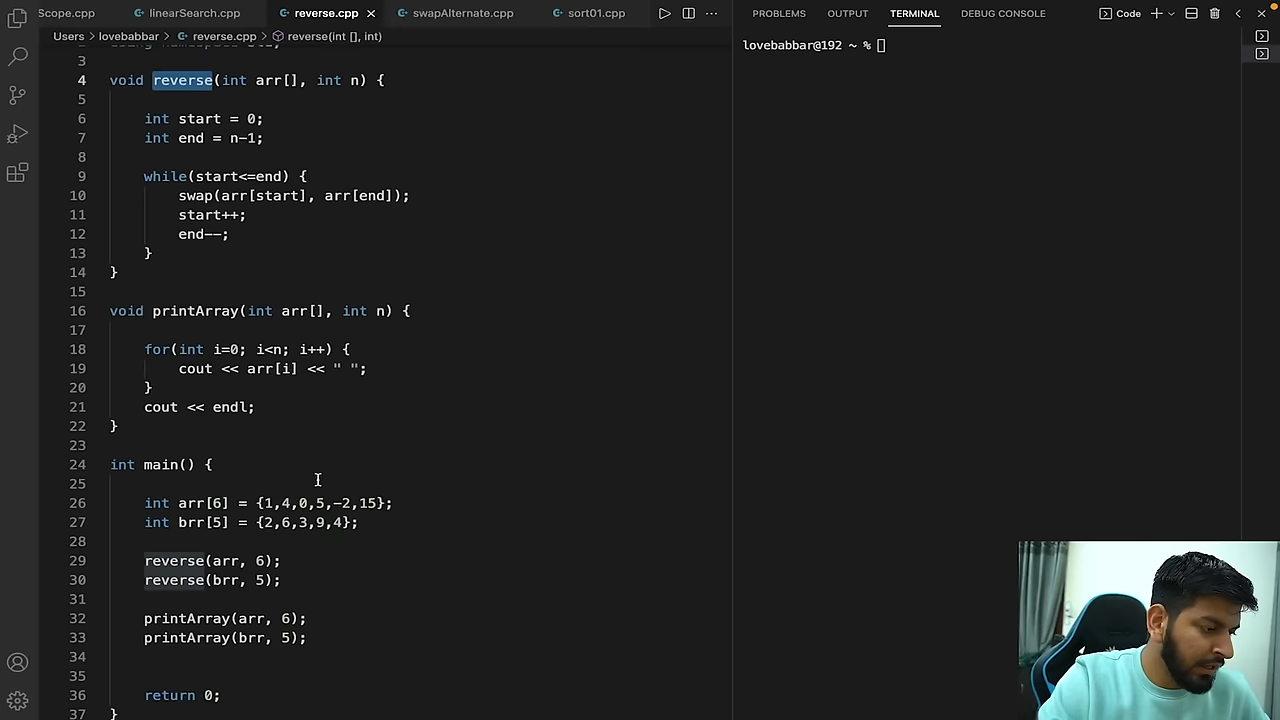 Scope.cpp linearSearch.cpp reverse.cpp swapAlternate.cpp sort01.cpp
PROBLEMS OUTPUT TERMINAL DEBUG CONSOLE Code
Users > lovebabbar > reverse.cpp > reverse(int [], int)
lovebabbar@192 ~ %
3
4 void reverse(int arr[], int n) {
5
6 int start = 0;
7 int end = n-1;
8
9 while(start<=end) {
10 swap(arr[start], arr[end]);
11 start++;
12 end--;
13 }
14 }
15
16 void printArray(int arr[], int n) {
17
18 for(int i=0; i<n; i++) {
19 cout << arr[i] << " ";
20 }
21 cout << endl;
22 }
23
24 int main() {
25
26 int arr[6] = {1,4,0,5,-2,15};
27 int brr[5] = {2,6,3,9,4};
28
29 reverse(arr, 6);
30 reverse(brr, 5);
31
32 printArray(arr, 6);
33 printArray(brr, 5);
34
35
36 return 0;
37 }